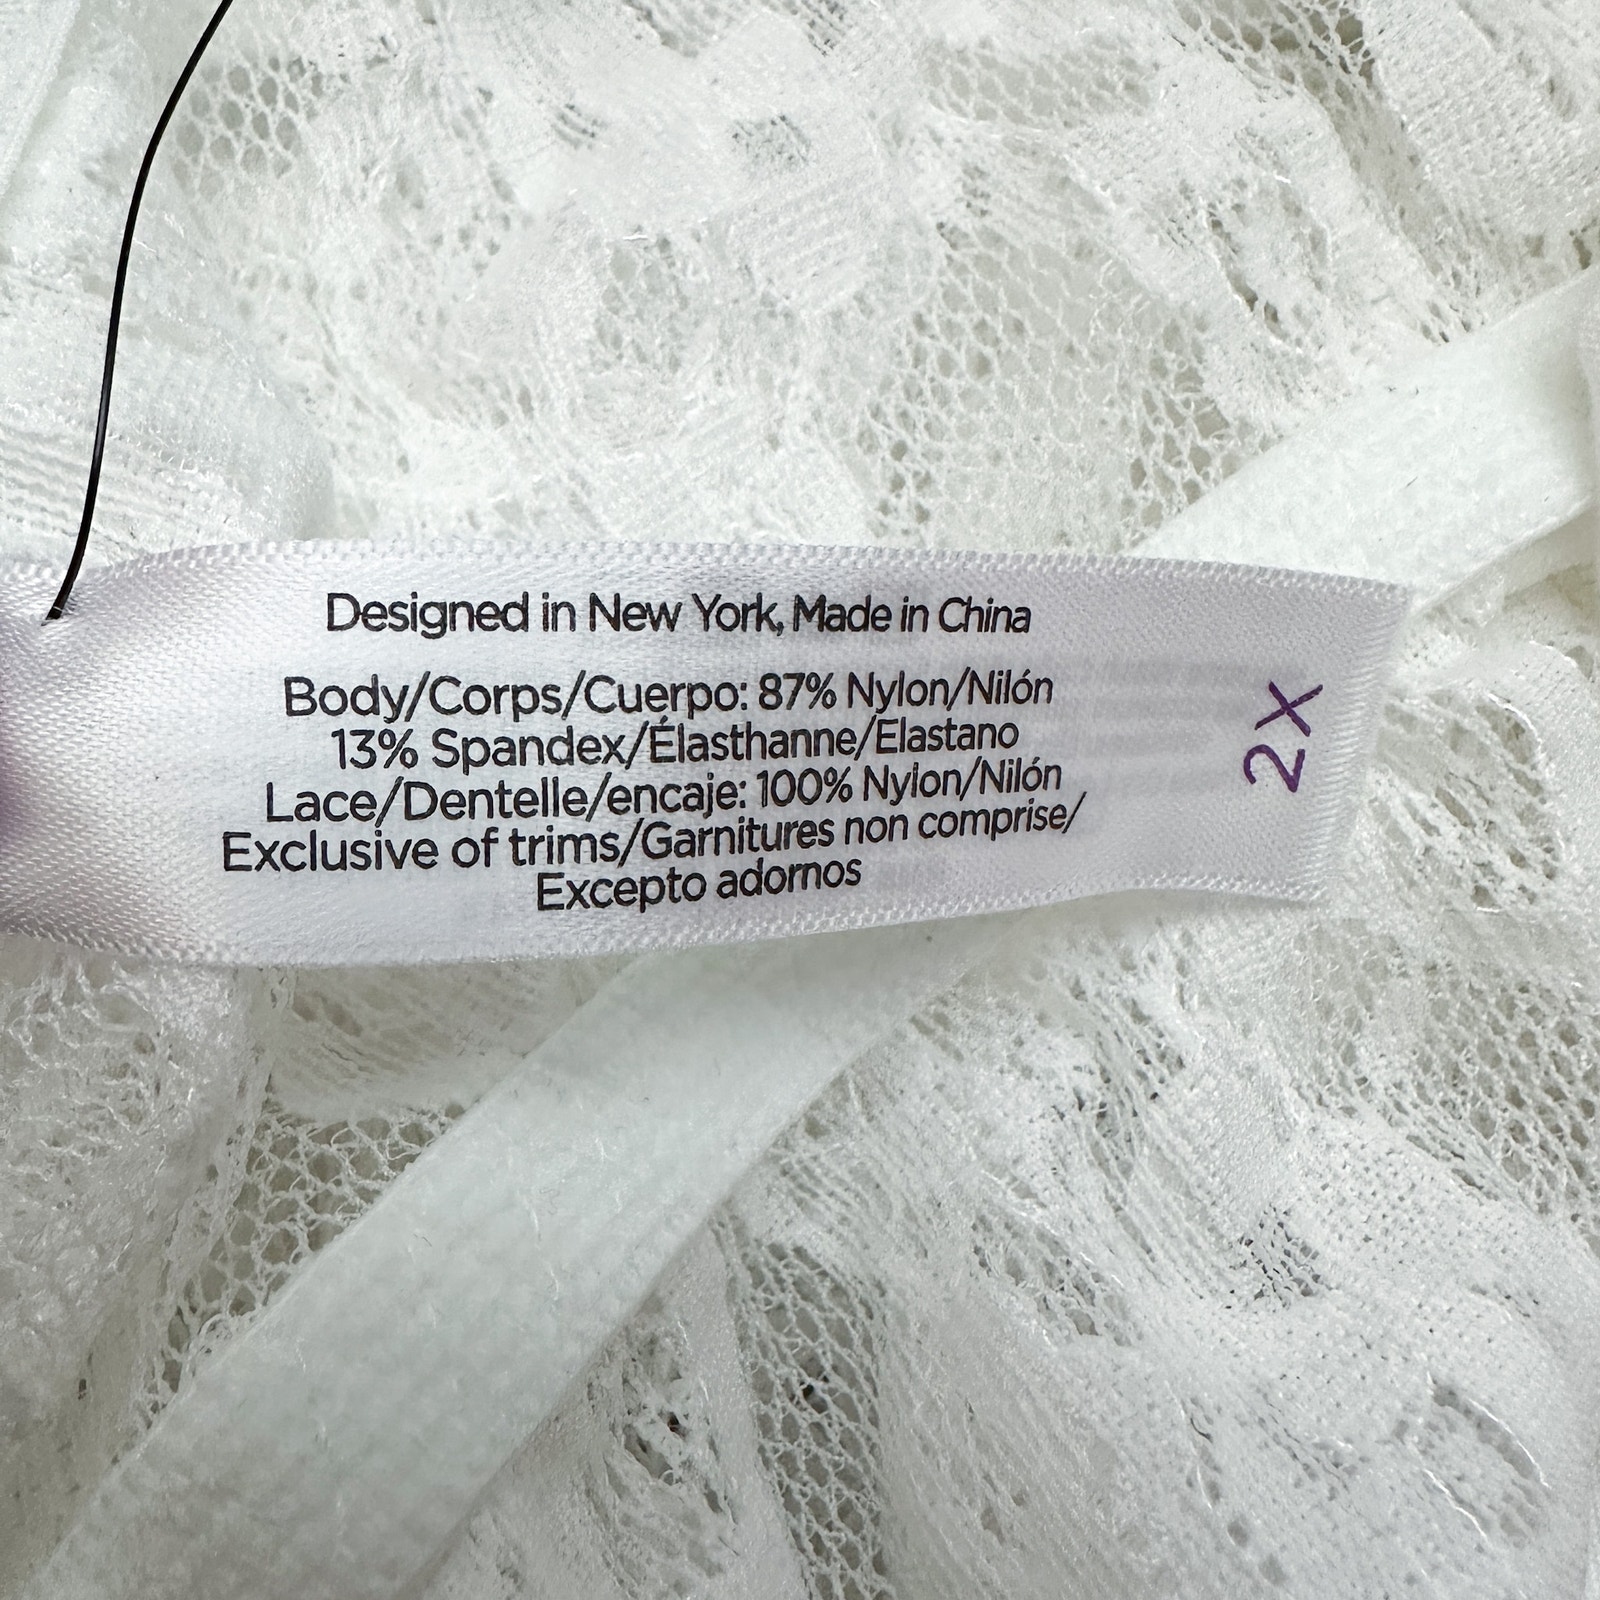 Designed in New York, Made in China
Body/Corps/Cuerpo: 87% Nylon/Nilón
13% Spandex/Élasthanne/Elastano
Lace/Dentelle/encaje: 100% Nylon/Nilón
Exclusive of trims/Garnitures non comprise/
Excepto adornos
2X